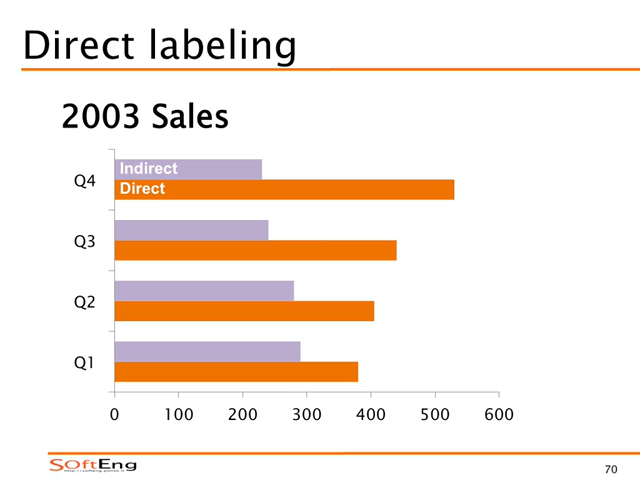 Direct labeling
2003 Sales
Q4
Indirect
Direct
Q3
Q2
Q1
0 100 200 300 400 500 600
SOftEng
70